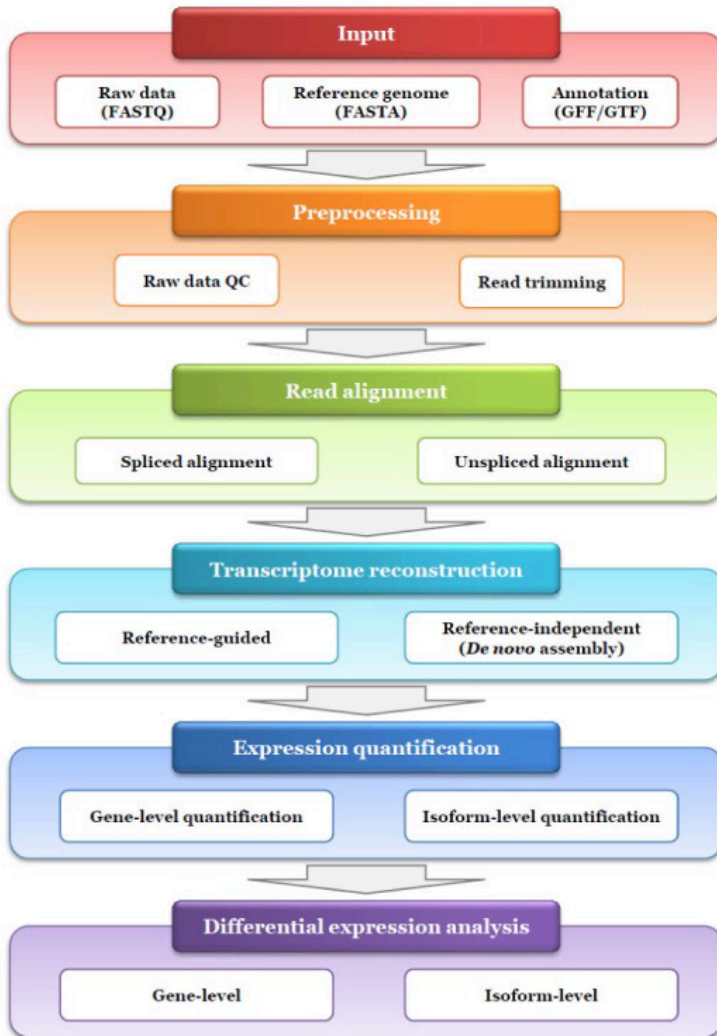 Input
Raw data
(FASTQ)
Reference genome
(FASTA)
Annotation
(GFF/GTF)
Preprocessing
Raw data QC
Read trimming
Read alignment
Spliced alignment
Unspliced alignment
Transcriptome reconstruction
Reference-guided
Reference-independent
(De novo assembly)
Expression quantification
Gene-level quantification
Isoform-level quantification
Differential expression analysis
Gene-level
Isoform-level